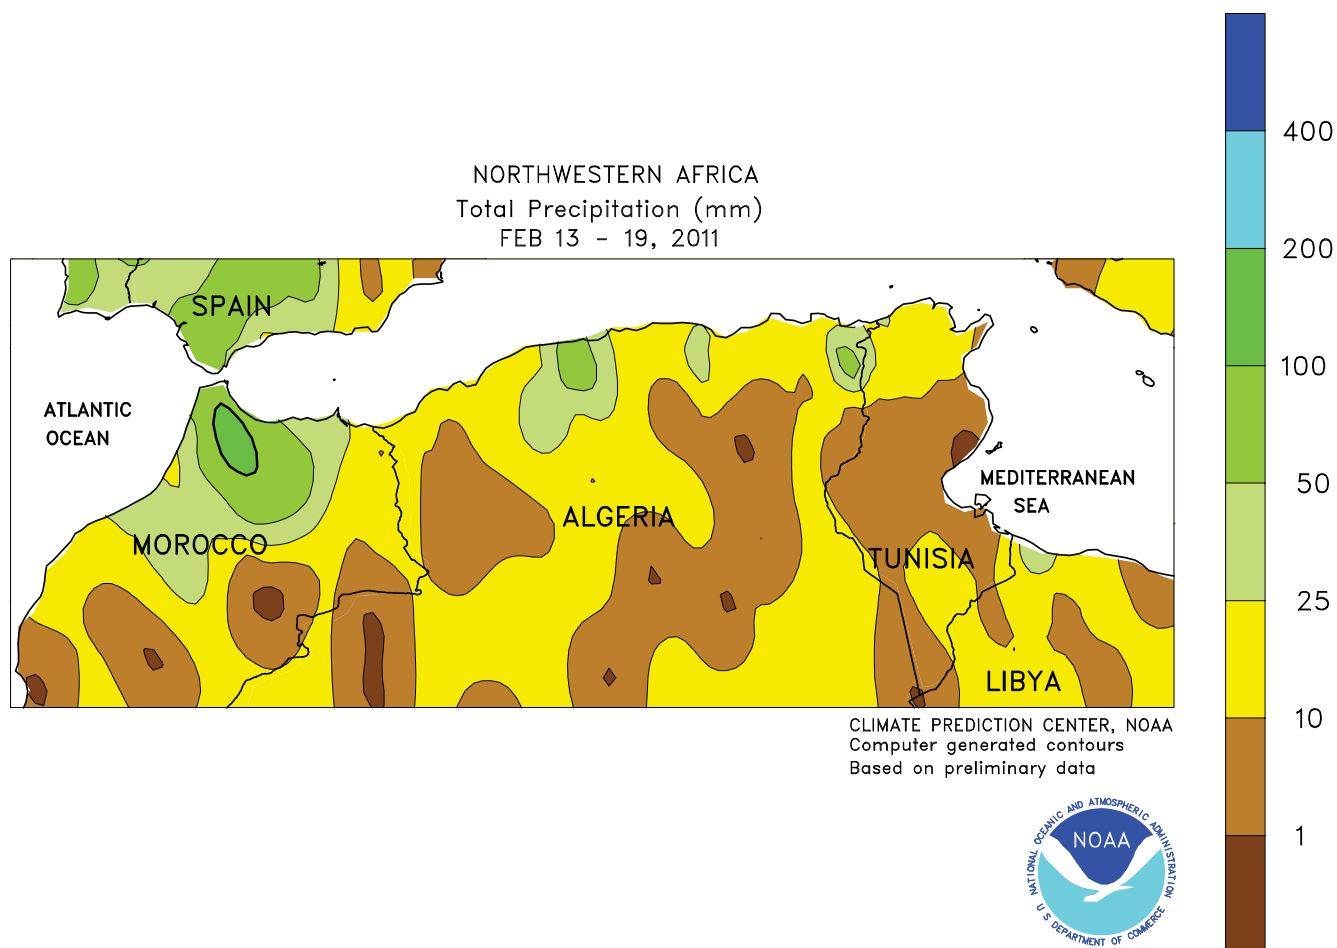 NORTHWESTERN AFRICA
Total Precipitation (mm)
FEB 13 - 19, 2011
400
200
100
50
25
10
1
SPAIN
ATLANTIC
OCEAN
MEDITERRANEAN
SEA
MOROCCO
ALGERIA
TUNISIA
LIBYA
CLIMATE PREDICTION CENTER, NOAA
Computer generated contours
Based on preliminary data
NATIONAL OCEANIC AND ATMOSPHERIC ADMINISTRATION
NOAA
U S DEPARTMENT OF COMMERCE